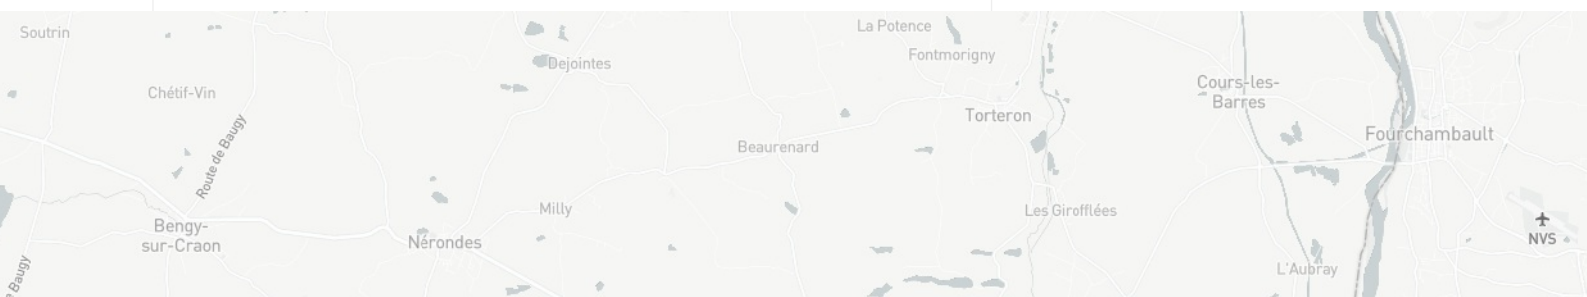 Soutrin
La Potence
Fontmorigny
Dejointes
Chétif-Vin
Cours-les-
Barres
Torteron
Fourchambault
Route de Baugy
Beaurenard
Milly
Les Girofflées
Bengy-
sur-Craon
Nérondes
NVS
L'Aubray
Baugy